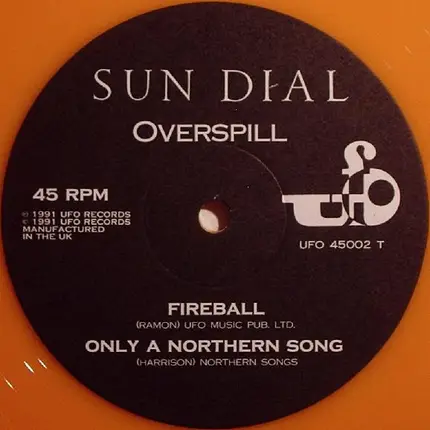 SUN DIAL
OVERSPILL
45 RPM
℗ 1991 UFO RECORDS
© 1991 UFO RECORDS
MANUFACTURED
IN THE UK
UFO
UFO 45002 T
FIREBALL
(RAMON) UFO MUSIC PUB. LTD.
ONLY A NORTHERN SONG
(HARRISON) NORTHERN SONGS